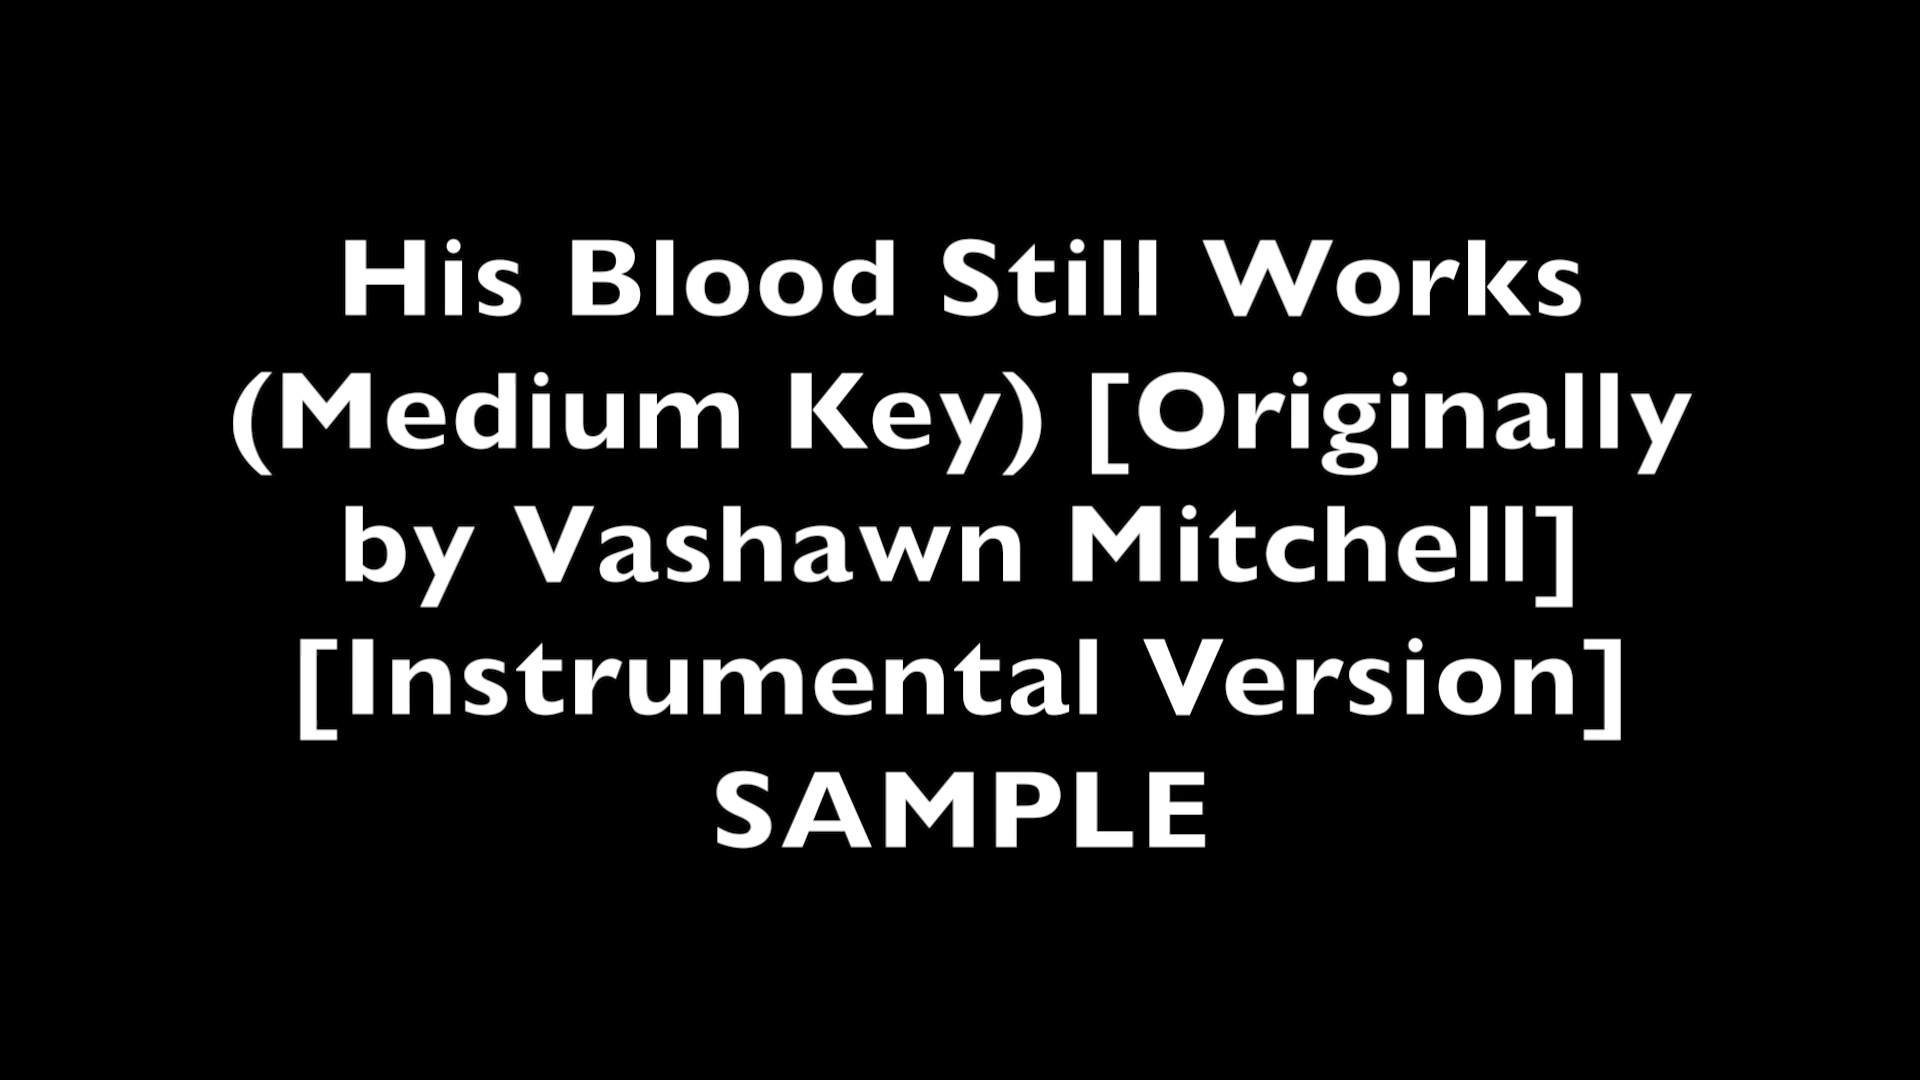 His Blood Still Works
(Medium Key) [Originally
by Vashawn Mitchell]
[Instrumental Version]
SAMPLE